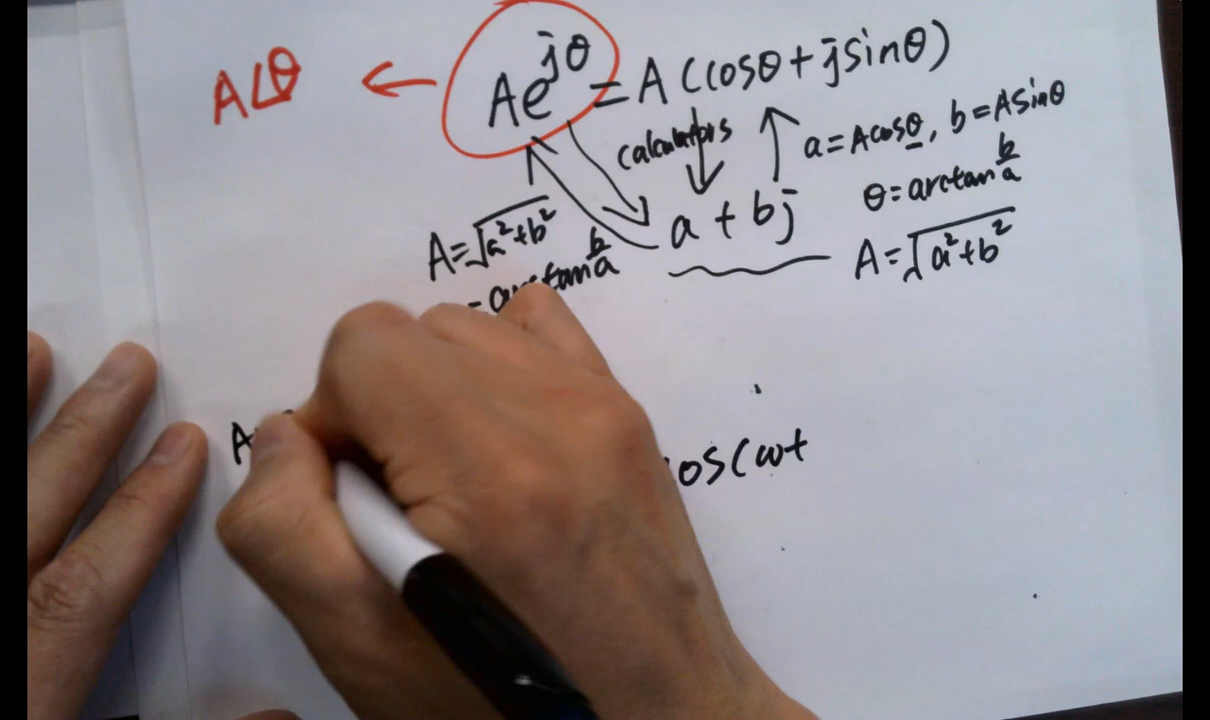 A∠θ ← Ae^jθ = A(cosθ + jsinθ)
calculators
a = Acosθ, b = Asinθ
θ = arctan b/a
a + bj
A = √a²+b²
A = √a²+b²
= arctan b/a
A
os(ωt